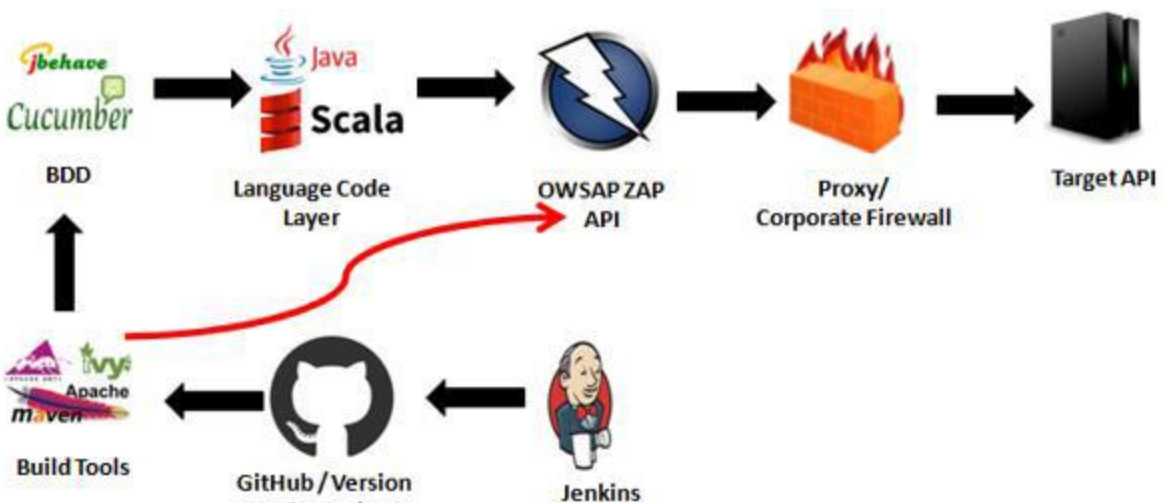 jbehave
Cucumber
BDD
Java
Scala
Language Code
Layer
OWSAP ZAP
API
Proxy/
Corporate Firewall
Target API
ivy
Apache
maven
Build Tools
GitHub / Version
Jenkins